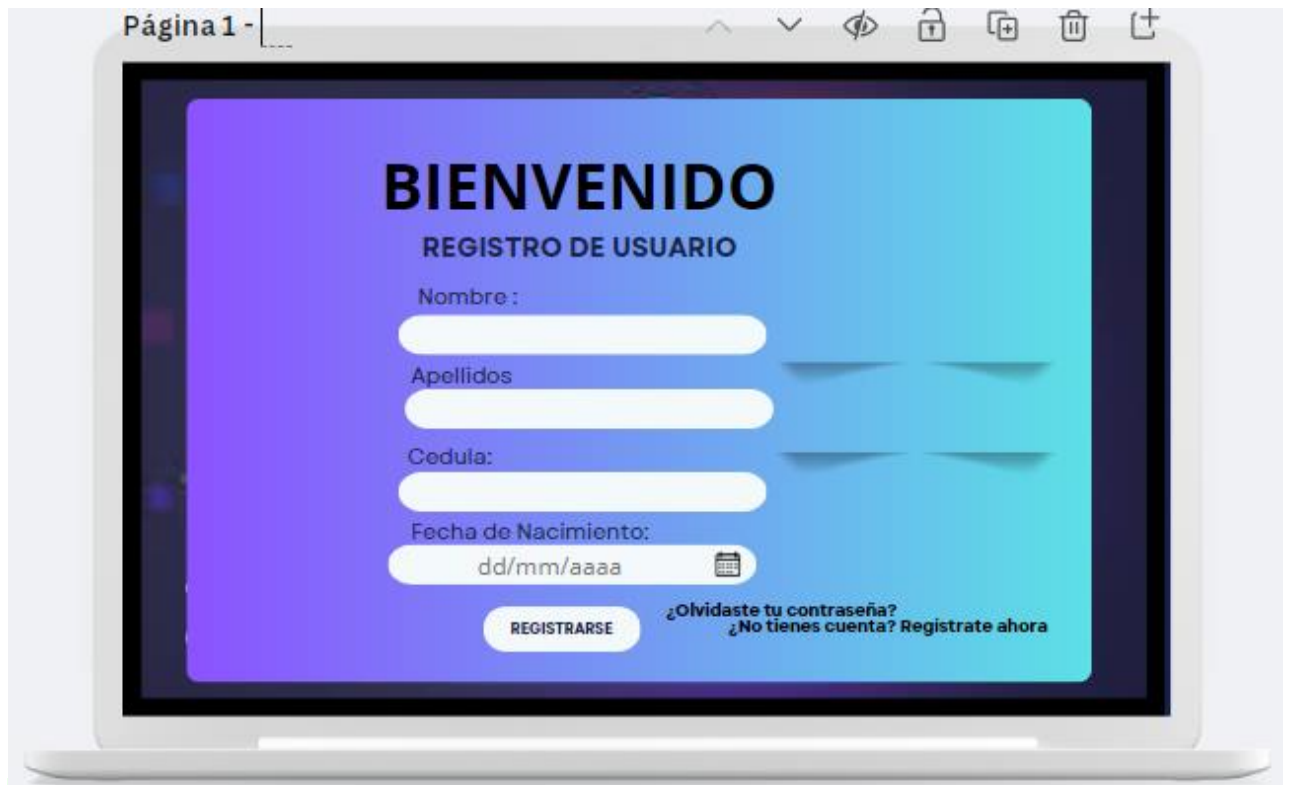 Página 1 -
BIENVENIDO
REGISTRO DE USUARIO
Nombre :
Apellidos
Cedula:
Fecha de Nacimiento:
dd/mm/aaaa
¿Olvidaste tu contraseña?
REGISTRARSE
¿No tienes cuenta? Registrate ahora